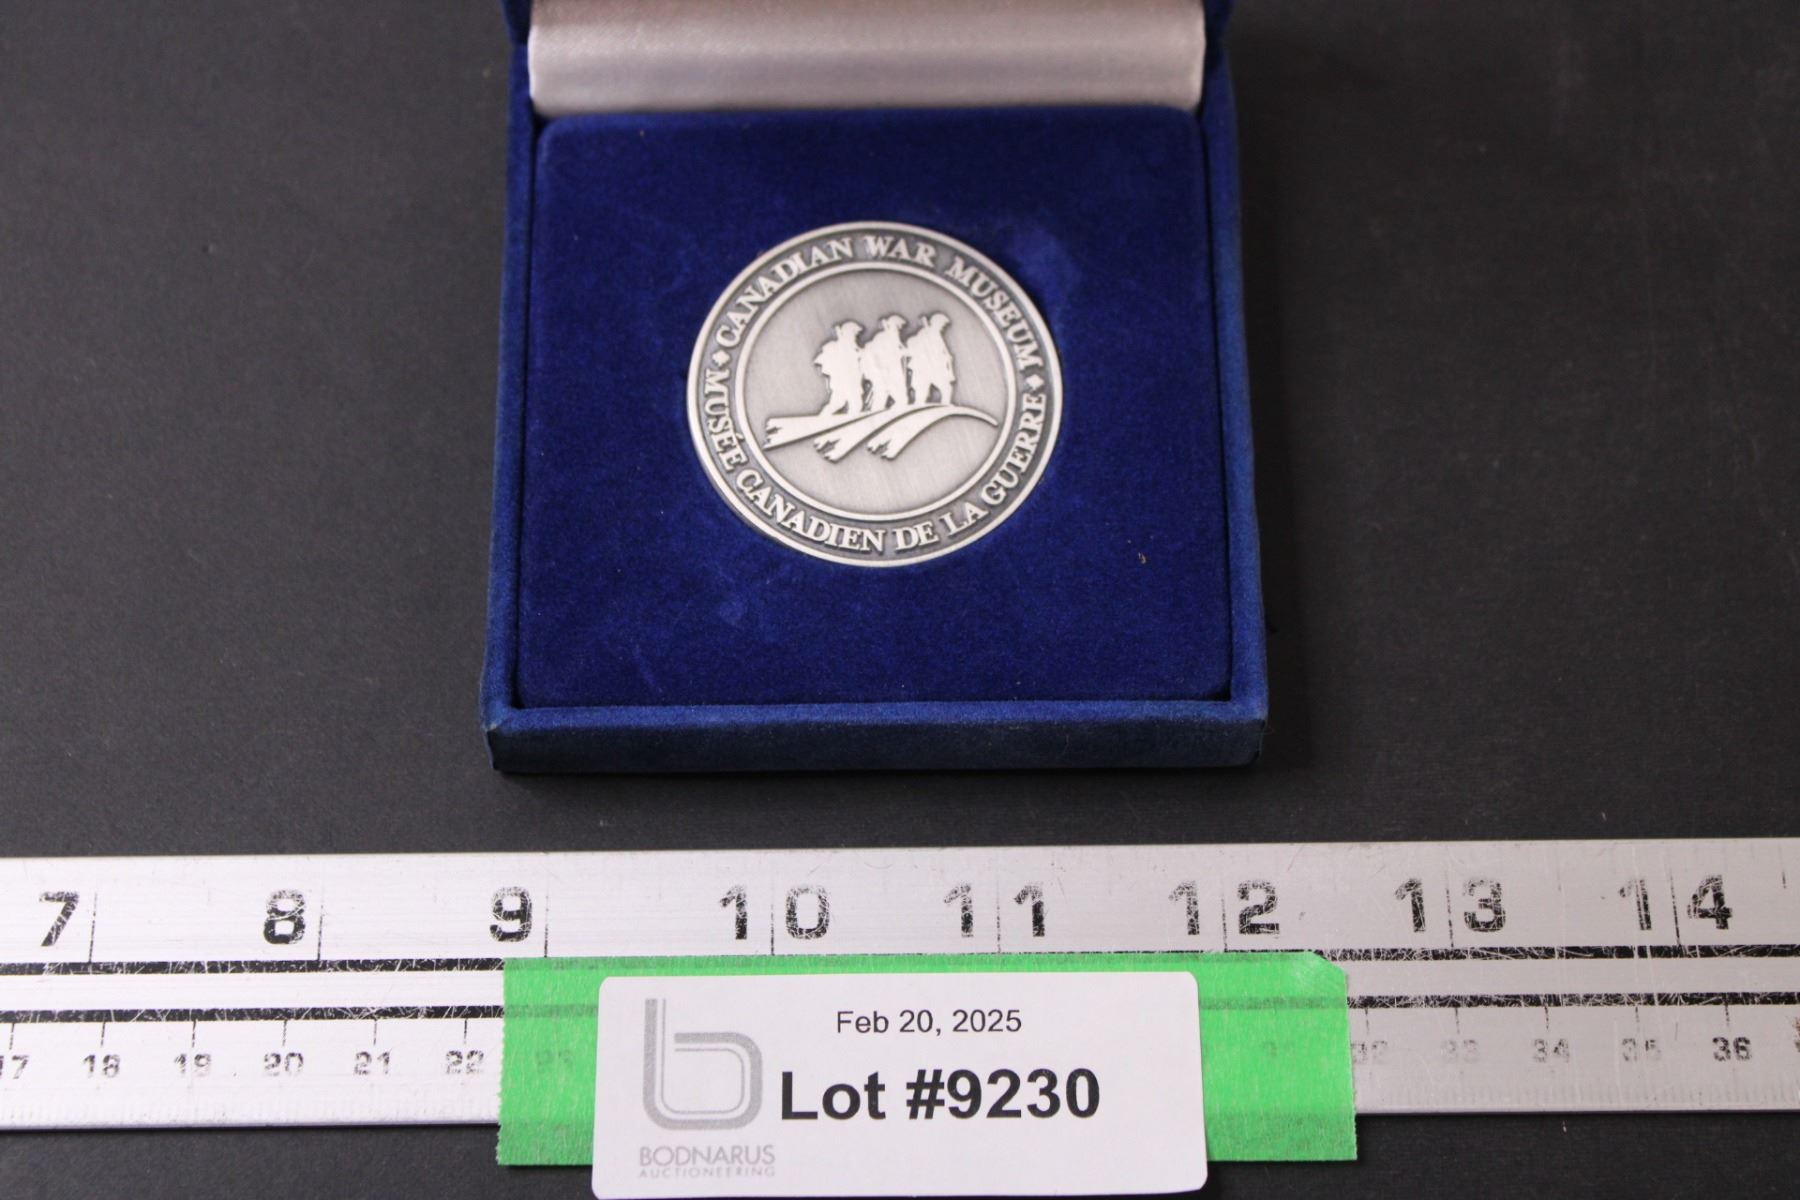 CANADIAN WAR MUSEUM
MUSÉE CANADIEN DE LA GUERRE
7 8 9 10 11 12 13 14
17 18 19 20 21 22 33 34 35 36
Feb 20, 2025
Lot #9230
BODNARUS
AUCTIONEERING